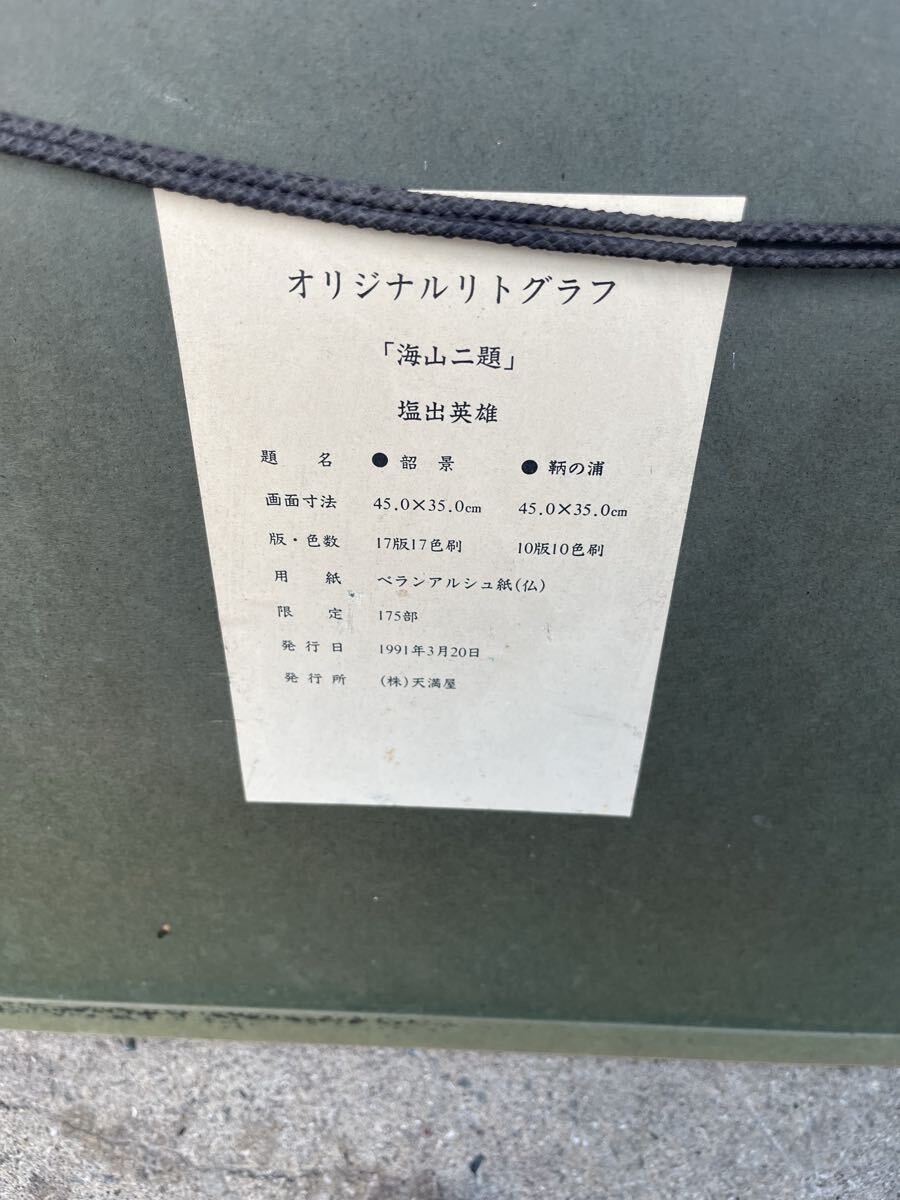 オリジナルリトグラフ
「海山二題」
塩出英雄
題 名 ● 韶 景 ● 鞆の浦
画面寸法 45.0×35.0cm 45.0×35.0cm
版・色数 17版17色刷 10版10色刷
用 紙 ベランアルシュ紙(仏)
限 定 175部
発 行 日 1991年3月20日
発 行 所 (株)天満屋